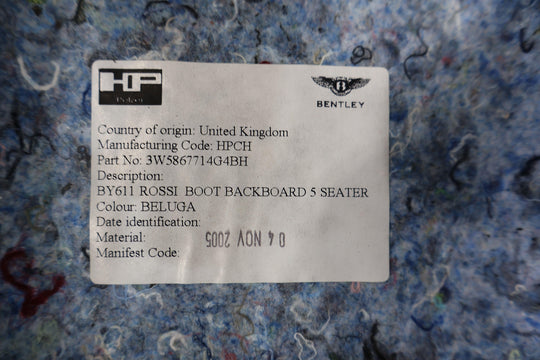 HP
Pelzer
B
BENTLEY
Country of origin: United Kingdom
Manufacturing Code: HPCH
Part No: 3W5867714G4BH
Description:
BY611 ROSSI BOOT BACKBOARD 5 SEATER
Colour: BELUGA
Date identification:
Material:
04 NOV 2005
Manifest Code: